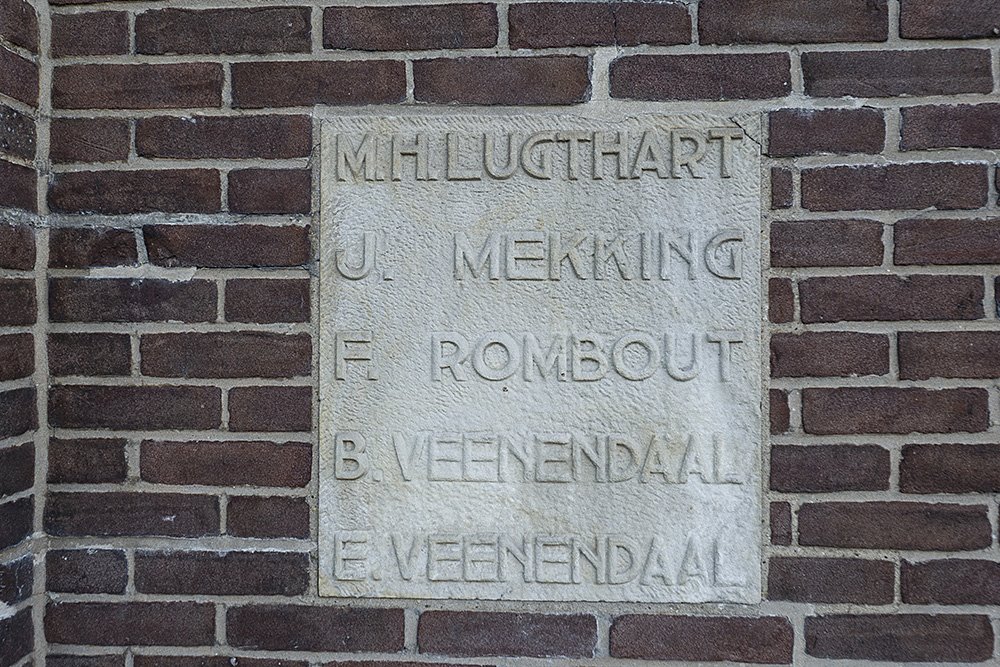 M.H. LUGTHART
J. MEKKING
F. ROMBOUT
B. VEENENDAAL
E. VEENENDAAL